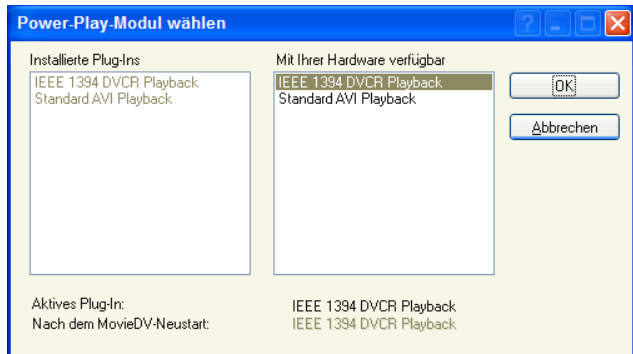 Power-Play-Modul wählen
Installierte Plug-Ins
IEEE 1394 DVCR Playback
Standard AVI Playback
Mit Ihrer Hardware verfügbar
IEEE 1394 DVCR Playback
Standard AVI Playback
OK
Abbrechen
Aktives Plug-In: IEEE 1394 DVCR Playback
Nach dem MovieDV-Neustart: IEEE 1394 DVCR Playback